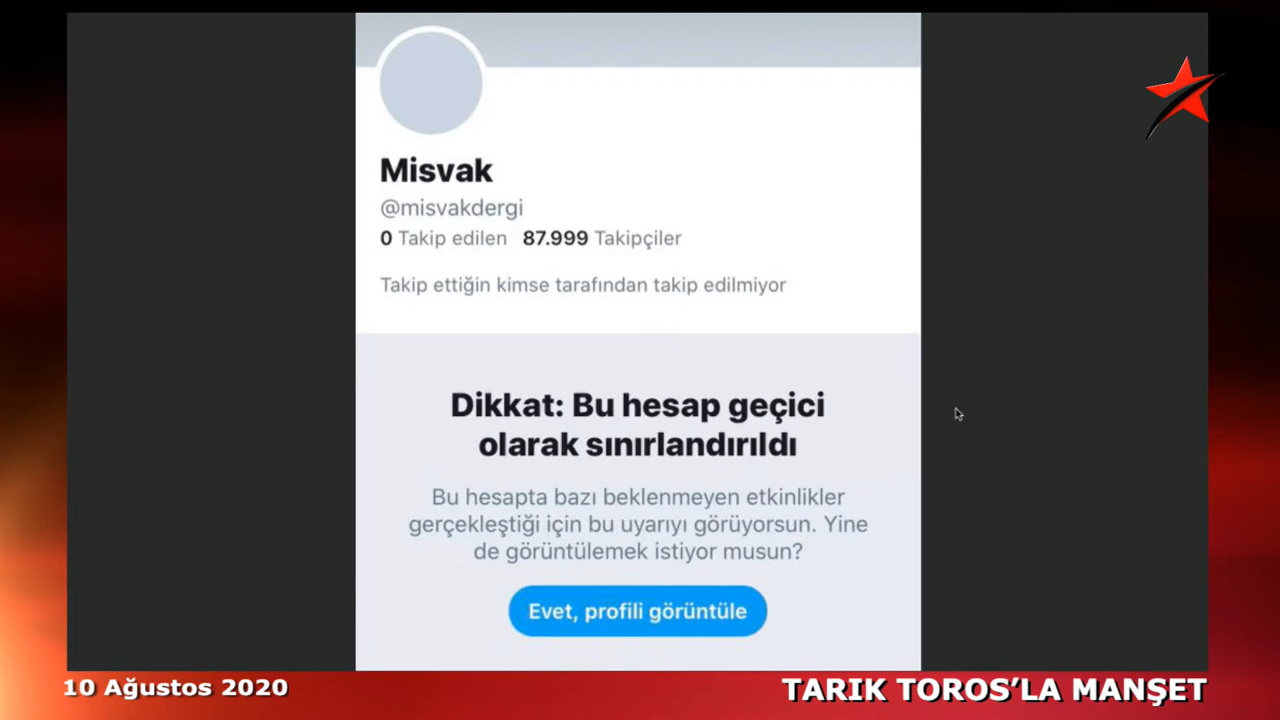 Misvak
@misvakdergi
0 Takip edilen 87.999 Takipçiler
Takip ettiğin kimse tarafından takip edilmiyor
Dikkat: Bu hesap geçici
olarak sınırlandırıldı
Bu hesapta bazı beklenmeyen etkinlikler
gerçekleştiği için bu uyarıyı görüyorsun. Yine
de görüntülemek istiyor musun?
Evet, profili görüntüle
10 Ağustos 2020
TARIK TOROS’LA MANŞET